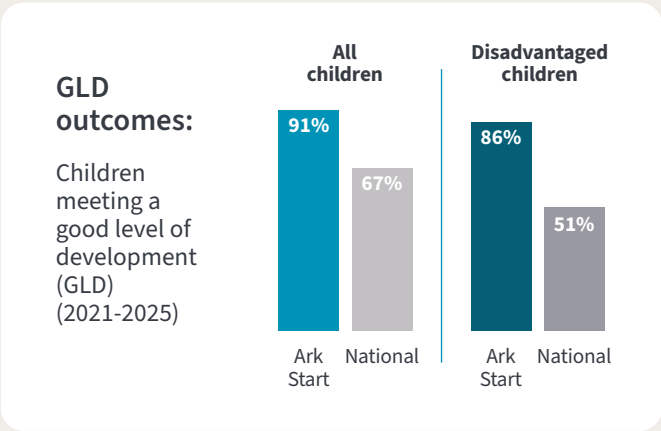 GLD
outcomes:
Children
meeting a
good level of
development
(GLD)
(2021-2025)
All
children
91%
67%
Ark
Start
National
Disadvantaged
children
86%
51%
Ark
Start
National